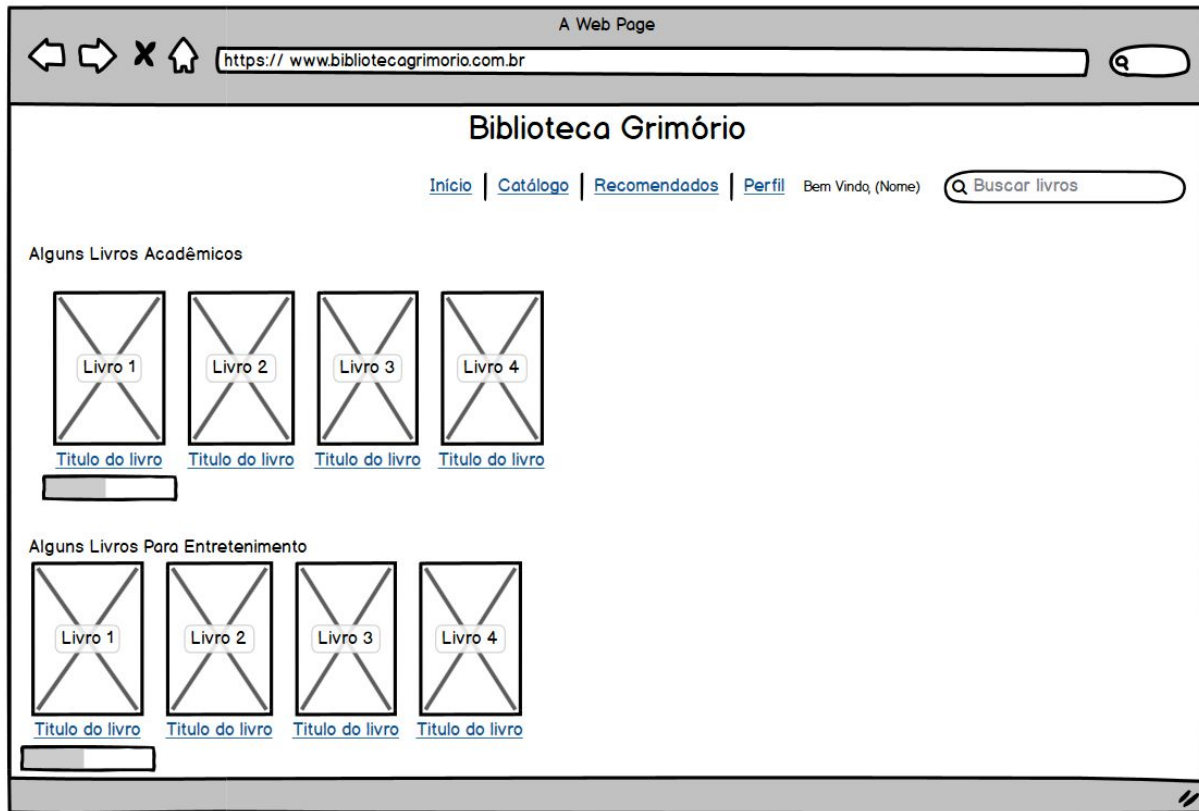 A Web Page
https:// www.bibliotecagrimorio.com.br
Biblioteca Grimório
Início | Catálogo | Recomendados | Perfil Bem Vindo, (Nome) Buscar livros
Alguns Livros Acadêmicos
Livro 1 Livro 2 Livro 3 Livro 4
Titulo do livro Titulo do livro Titulo do livro Titulo do livro
Alguns Livros Para Entretenimento
Livro 1 Livro 2 Livro 3 Livro 4
Titulo do livro Titulo do livro Titulo do livro Titulo do livro